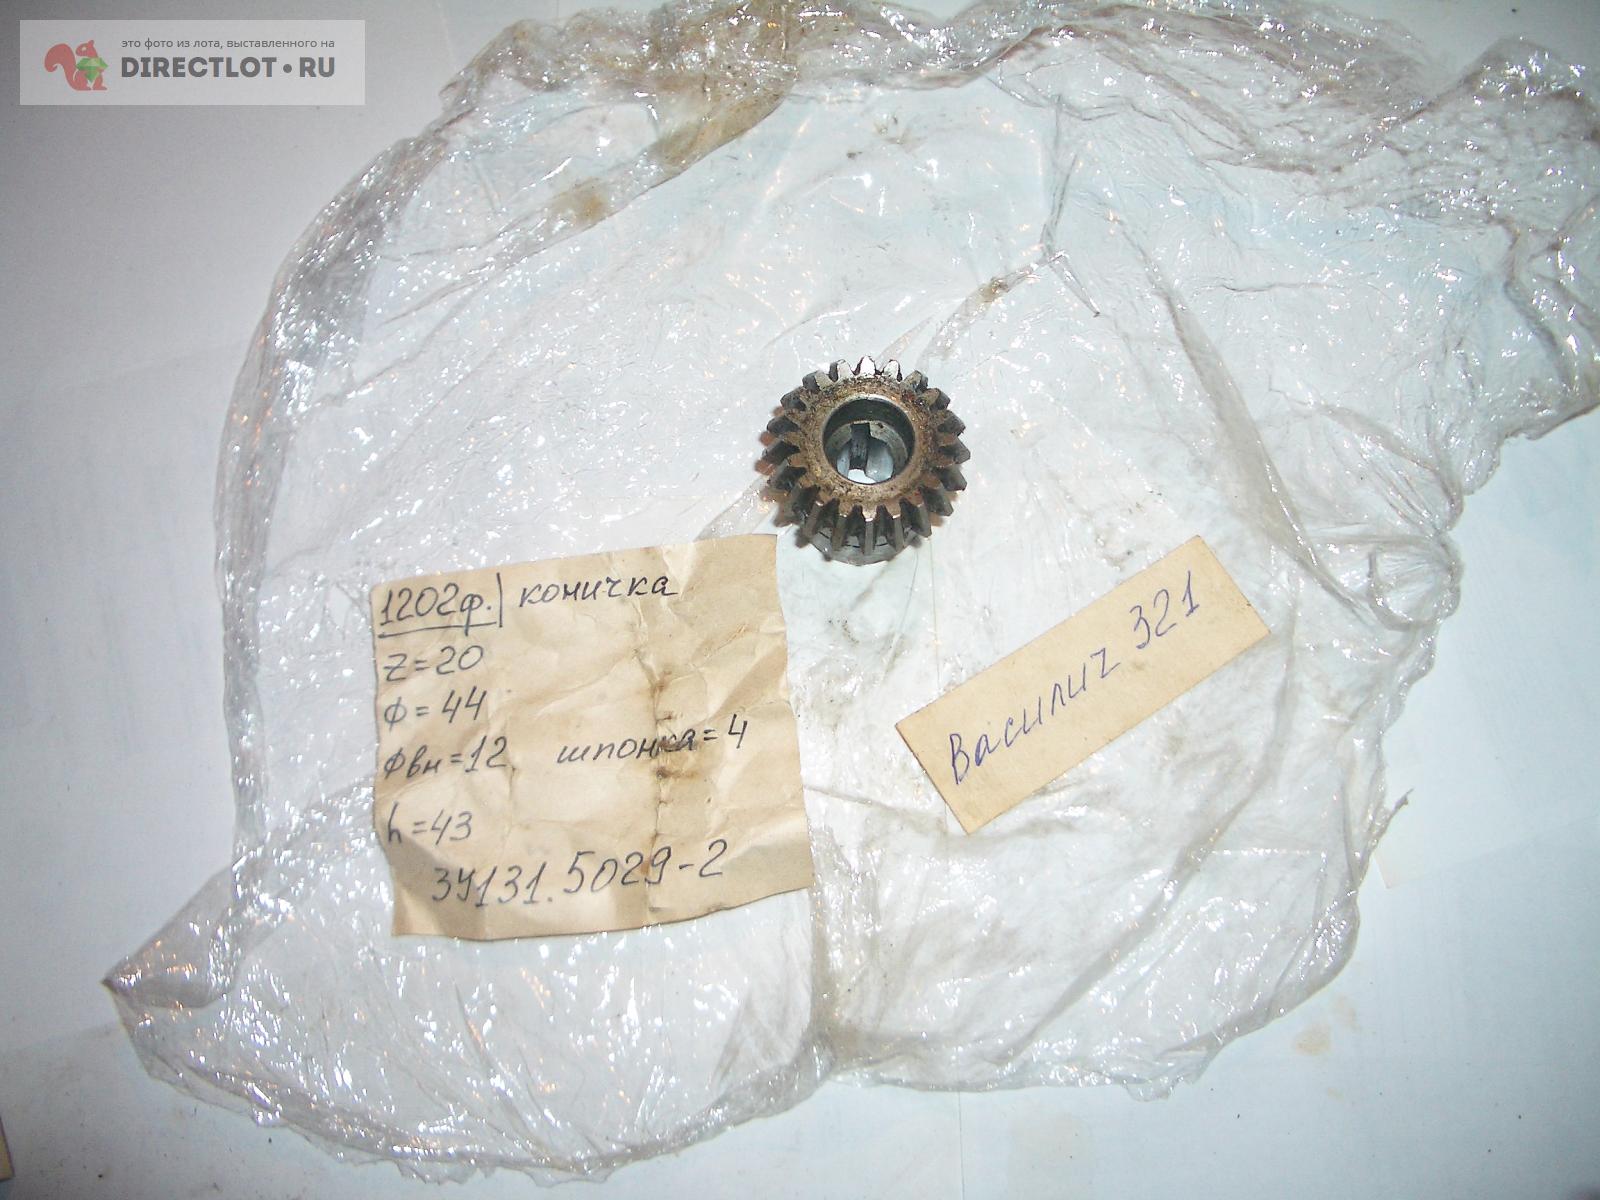 это фото из лота, выставленного на
DIRECTLOT•RU
1202ф. коничка
Z=20
Ф=44
Фвн=12 шпонка=4
h=43
3У131.5029-2
Василич 321